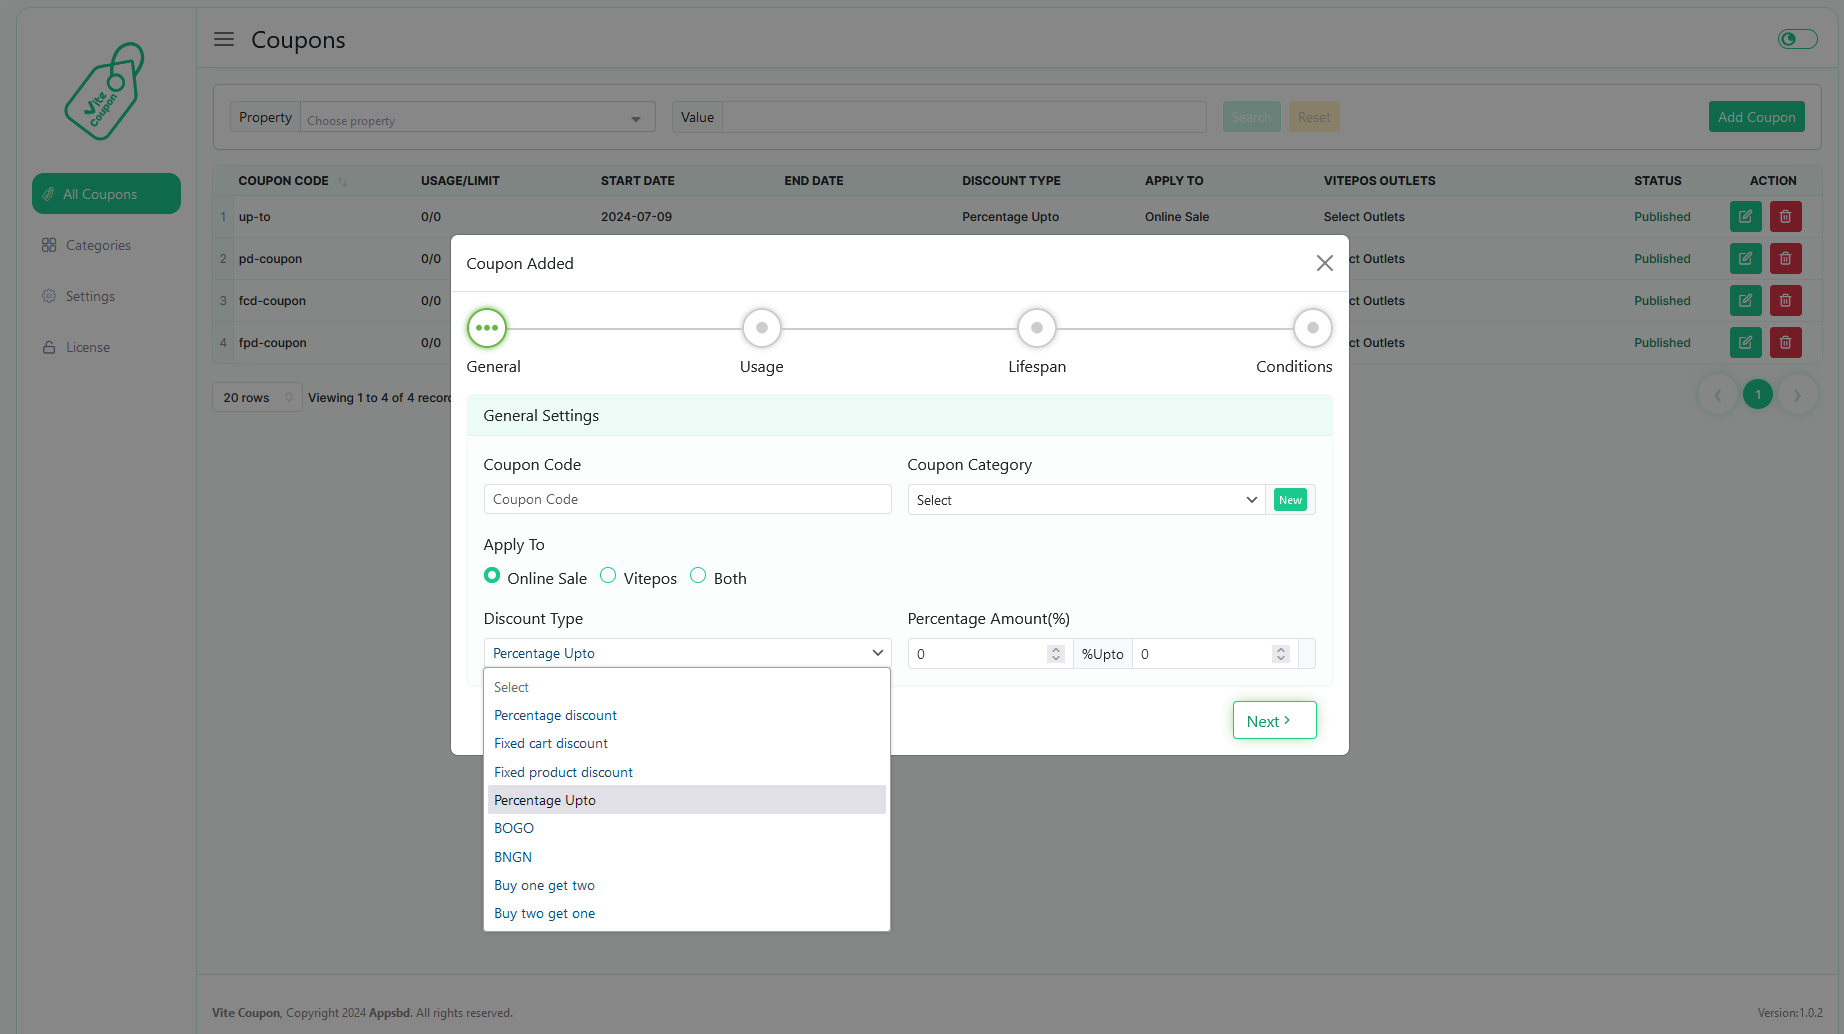 Vite
Coupon
Coupons
All Coupons
Categories
Settings
License
Property Choose property Value Search Reset Add Coupon
COUPON CODE USAGE/LIMIT START DATE END DATE DISCOUNT TYPE APPLY TO VITEPOS OUTLETS STATUS ACTION
1 up-to 0/0 2024-07-09 Percentage Upto Online Sale Select Outlets Published
2 pd-coupon 0/0 ct Outlets Published
3 fcd-coupon 0/0 ct Outlets Published
4 fpd-coupon 0/0 ct Outlets Published
20 rows Viewing 1 to 4 of 4 recor
1
Coupon Added
General Usage Lifespan Conditions
General Settings
Coupon Code Coupon Category
Coupon Code Select New
Apply To
Online Sale Vitepos Both
Discount Type Percentage Amount(%)
Percentage Upto 0 %Upto 0
Select
Percentage discount
Fixed cart discount
Fixed product discount
Percentage Upto
BOGO
BNGN
Buy one get two
Buy two get one
Next
Vite Coupon, Copyright 2024 Appsbd. All rights reserved.
Version:1.0.2